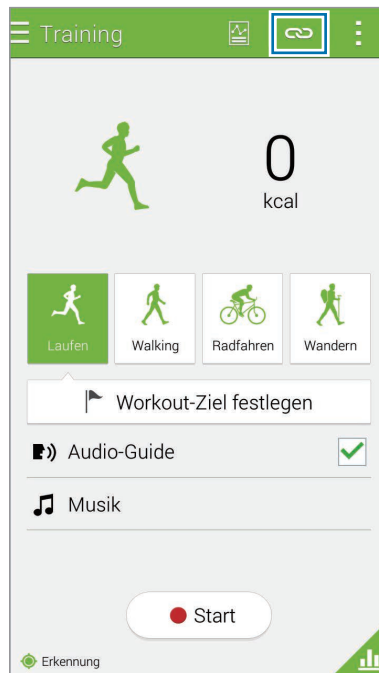 Training
0
kcal
Laufen Walking Radfahren Wandern
Workout-Ziel festlegen
Audio-Guide
Musik
Start
Erkennung